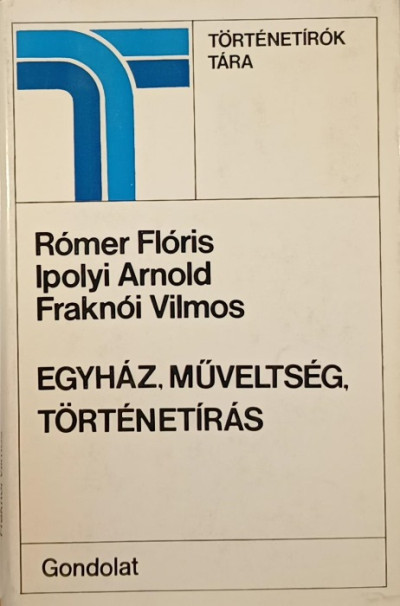 TÖRTÉNETÍRÓK
TÁRA
Rómer Flóris
Ipolyi Arnold
Fraknói Vilmos
EGYHÁZ, MŰVELTSÉG,
TÖRTÉNETÍRÁS
Gondolat